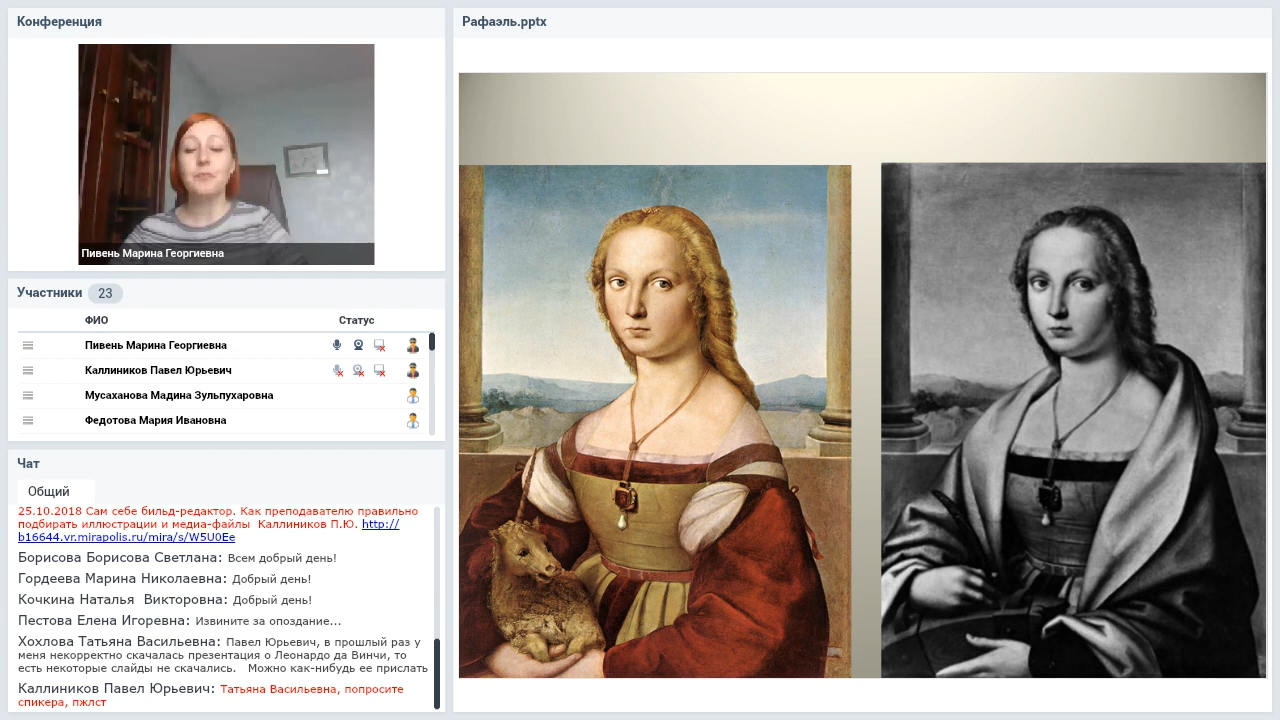 Конференция
Пивень Марина Георгиевна
Участники 23
ФИО Статус
Пивень Марина Георгиевна
Каллиников Павел Юрьевич
Мусаханова Мадина Зульпухаровна
Федотова Мария Ивановна
Чат
Общий
25.10.2018 Сам себе бильд-редактор. Как преподавателю правильно
подбирать иллюстрации и медиа-файлы  Каллиников П.Ю. http://
b16644.vr.mirapolis.ru/mira/s/W5U0Ee
Борисова Борисова Светлана: Всем добрый день!
Гордеева Марина Николаевна: Добрый день!
Кочкина Наталья  Викторовна: Добрый день!
Пестова Елена Игоревна: Извините за опоздание...
Хохлова Татьяна Васильевна: Павел Юрьевич, в прошлый раз у
меня некорректно скачалась презентация о Леонардо да Винчи, то
есть некоторые слайды не скачались.   Можно как-нибудь ее прислать
Каллиников Павел Юрьевич: Татьяна Васильевна, попросите
спикера, пжлст
Рафаэль.pptx